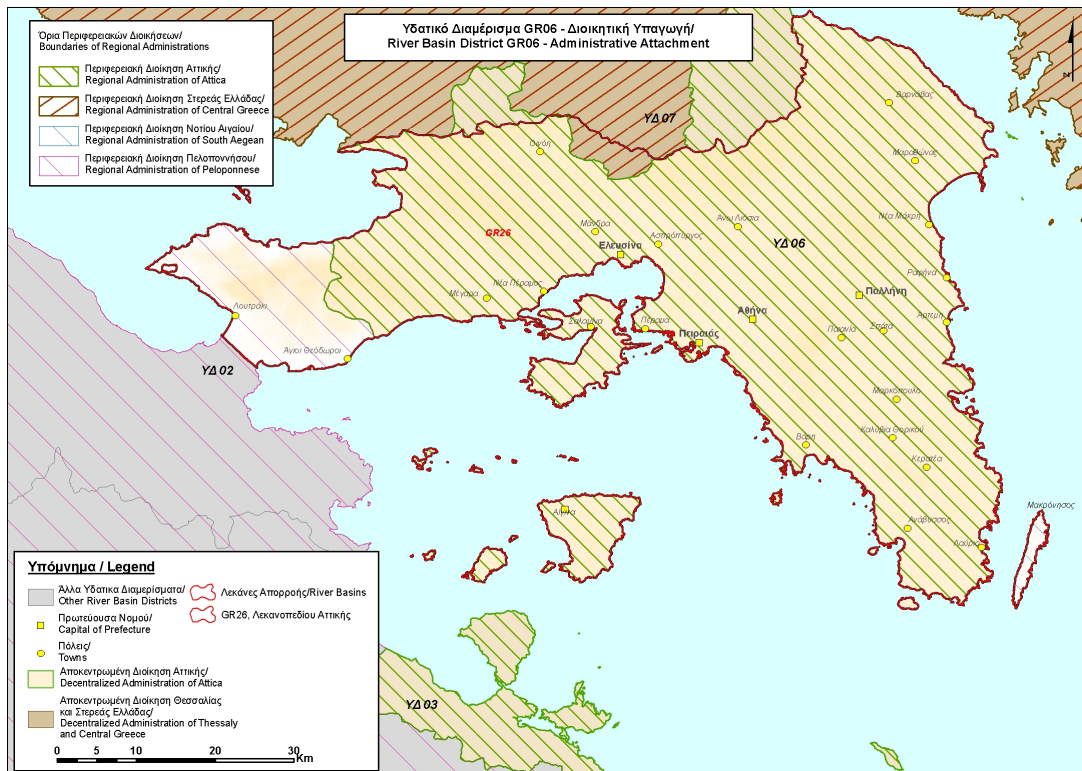 Υδατικό Διαμέρισμα GR06 - Διοικητική Υπαγωγή/
River Basin District GR06 - Administrative Attachment
Όρια Περιφερειακών Διοικήσεων/
Boundaries of Regional Administrations
Περιφερειακή Διοίκηση Αττικής/
Regional Administration of Attica
Περιφερειακή Διοίκηση Στερεάς Ελλάδας/
Regional Administration of Central Greece
Περιφερειακή Διοίκηση Νοτίου Αιγαίου/
Regional Administration of South Aegean
Περιφερειακή Διοίκηση Πελοποννήσου/
Regional Administration of Peloponnese
N
Βαρνάβας
ΥΔ 07
Οινόη
Μαραθώνας
Νέα Μάκρη
Μάνδρα
Άνω Λιόσια
GR26
Ασπρόπυργος
ΥΔ 06
Ελευσίνα
Ραφήνα
Νέα Πέραμος
Μέγαρα
Παλλήνη
Λουτράκι
Αθήνα
Αρτεμη
Σαλαμίνα
Πέραμα
Πειραιάς
Παιανία
Σπάτα
Άγιοι Θεόδωροι
ΥΔ 02
Μαρκόπουλο
Βάρη
Καλύβια Θορικού
Κερατέα
Αίγινα
Μακρόνησος
Ανάβυσσος
Λαύριο
ΥΔ 03
Υπόμνημα / Legend
Άλλα Υδατικα Διαμερίσματα/
Other River Basin Districts
Πρωτεύουσα Νομού/
Capital of Prefecture
Πόλεις/
Towns
Αποκεντρωμένη Διοίκηση Αττικής/
Decentralized Administration of Attica
Αποκεντρωμένη Διοίκηση Θεσσαλίας
και Στερεάς Ελλάδας/
Decentralized Administration of Thessaly
and Central Greece
Λεκάνες Απορροής/River Basins
GR26, Λεκανοπεδίου Αττικής
0 5 10 20 30
Km